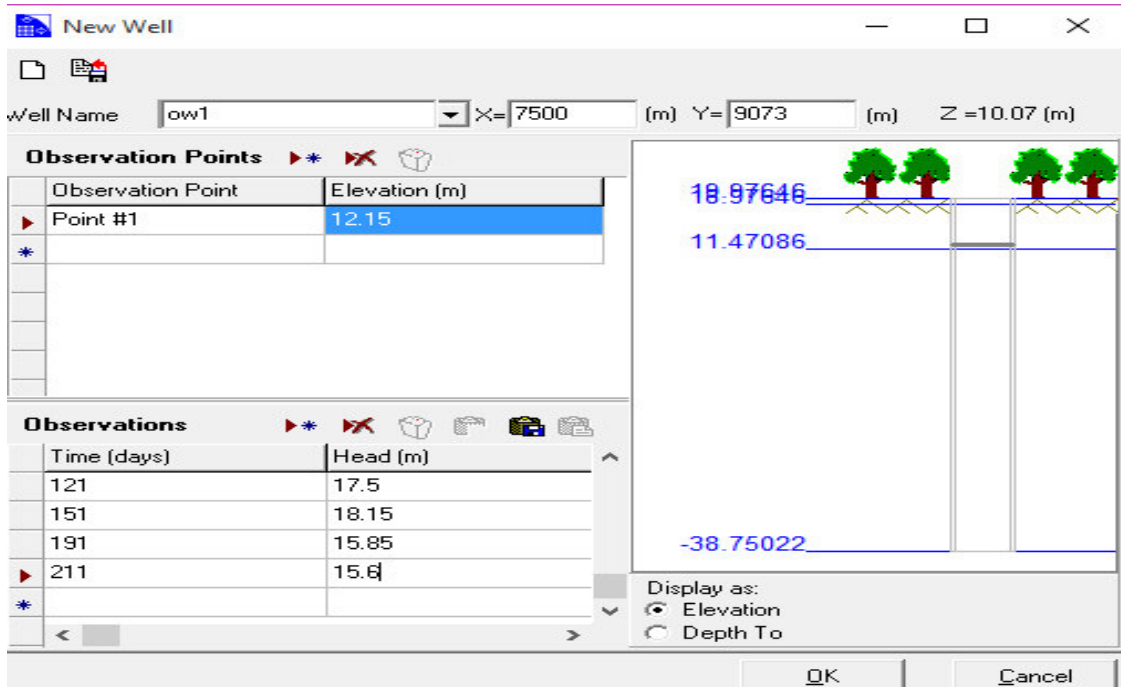 New Well
Well Name ow1 X= 7500 (m) Y= 9073 (m) Z =10.07 (m)
Observation Points
Observation Point Elevation (m)
Point #1 12.15
18.97646
11.47086
-38.75022
Observations
Time (days) Head (m)
121 17.5
151 18.15
191 15.85
211 15.6
Display as:
Elevation
Depth To
OK Cancel